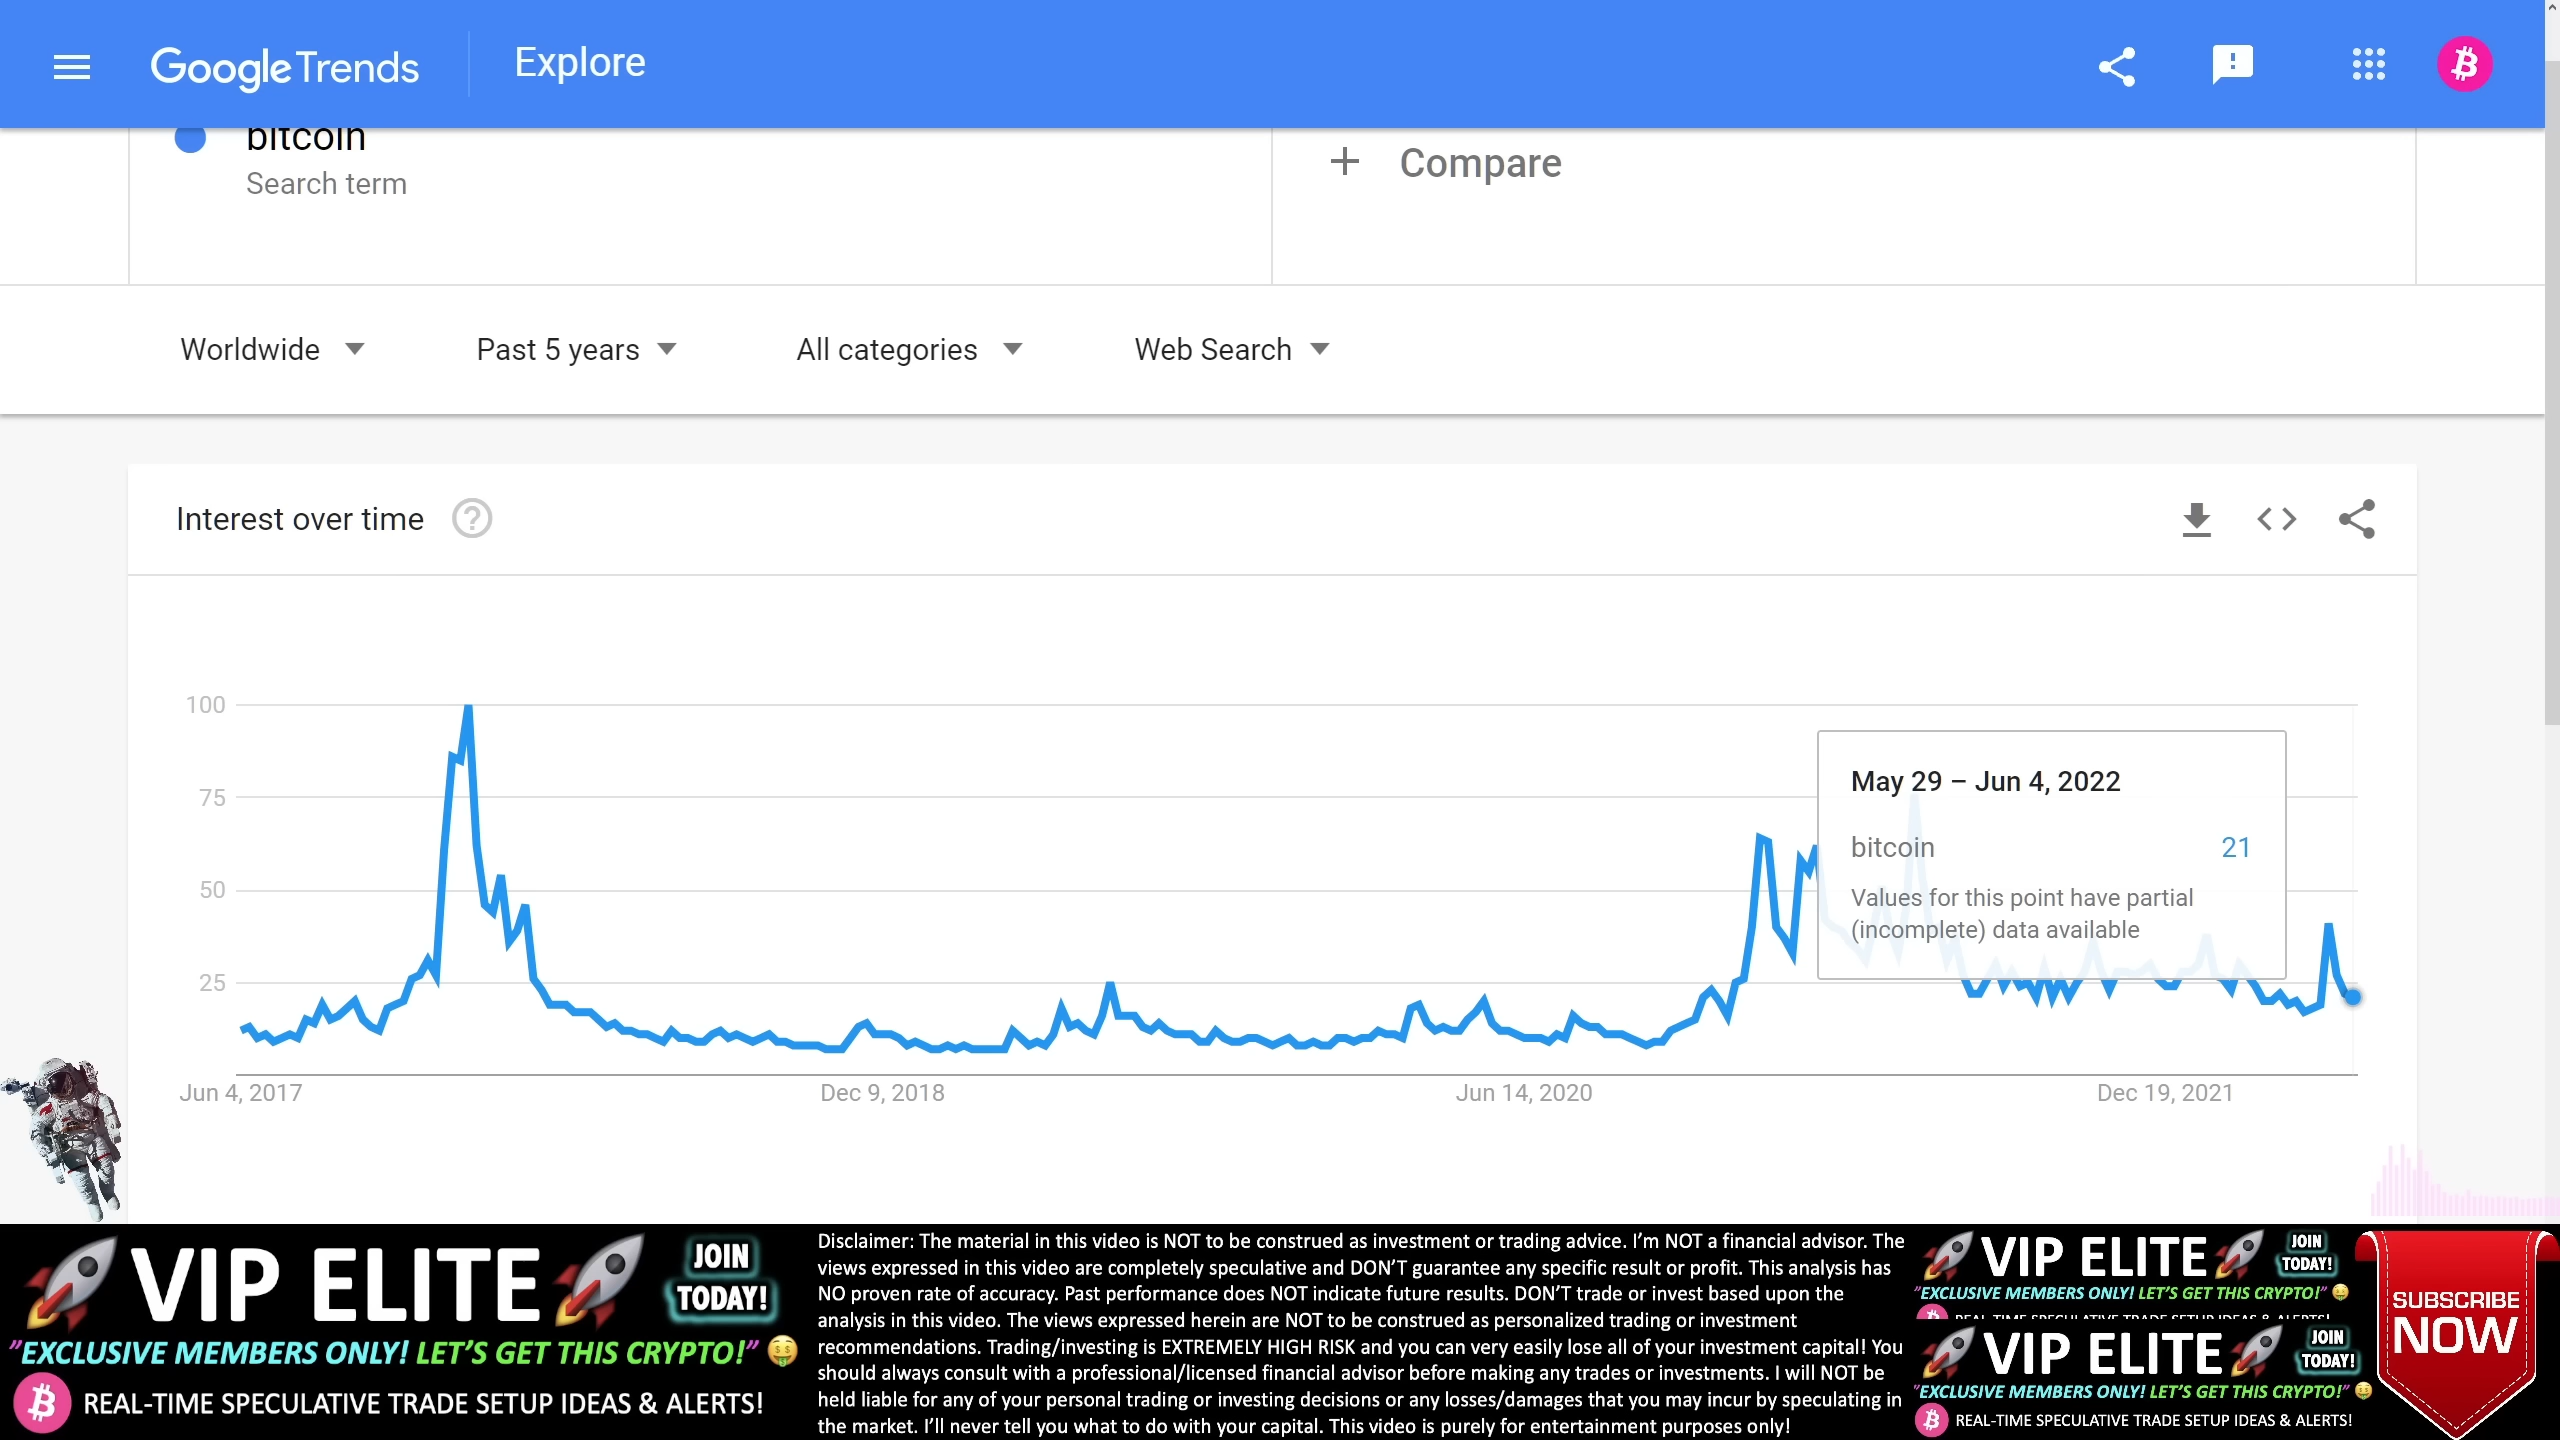 Google Trends
Explore
bitcoin
Search term
Compare
Worldwide
Past 5 years
All categories
Web Search
Interest over time
100
75
50
25
May 29 – Jun 4, 2022
bitcoin 21
Values for this point have partial
(incomplete) data available
Jun 4, 2017
Dec 9, 2018
Jun 14, 2020
Dec 19, 2021
VIP ELITE
JOIN
TODAY!
"EXCLUSIVE MEMBERS ONLY! LET'S GET THIS CRYPTO!"
REAL-TIME SPECULATIVE TRADE SETUP IDEAS & ALERTS!
Disclaimer: The material in this video is NOT to be construed as investment or trading advice. I'm NOT a financial advisor. The
views expressed in this video are completely speculative and DON'T guarantee any specific result or profit. This analysis has
NO proven rate of accuracy. Past performance does NOT indicate future results. DON'T trade or invest based upon the
analysis in this video. The views expressed herein are NOT to be construed as personalized trading or investment
recommendations. Trading/investing is EXTREMELY HIGH RISK and you can very easily lose all of your investment capital! You
should always consult with a professional/licensed financial advisor before making any trades or investments. I will NOT be
held liable for any of your personal trading or investing decisions or any losses/damages that you may incur by speculating in
the market. I'll never tell you what to do with your capital. This video is purely for entertainment purposes only!
VIP ELITE
JOIN
TODAY!
"EXCLUSIVE MEMBERS ONLY! LET'S GET THIS CRYPTO!"
REAL-TIME SPECULATIVE TRADE SETUP IDEAS & ALERTS!
VIP ELITE
JOIN
TODAY!
"EXCLUSIVE MEMBERS ONLY! LET'S GET THIS CRYPTO!"
REAL-TIME SPECULATIVE TRADE SETUP IDEAS & ALERTS!
SUBSCRIBE
NOW